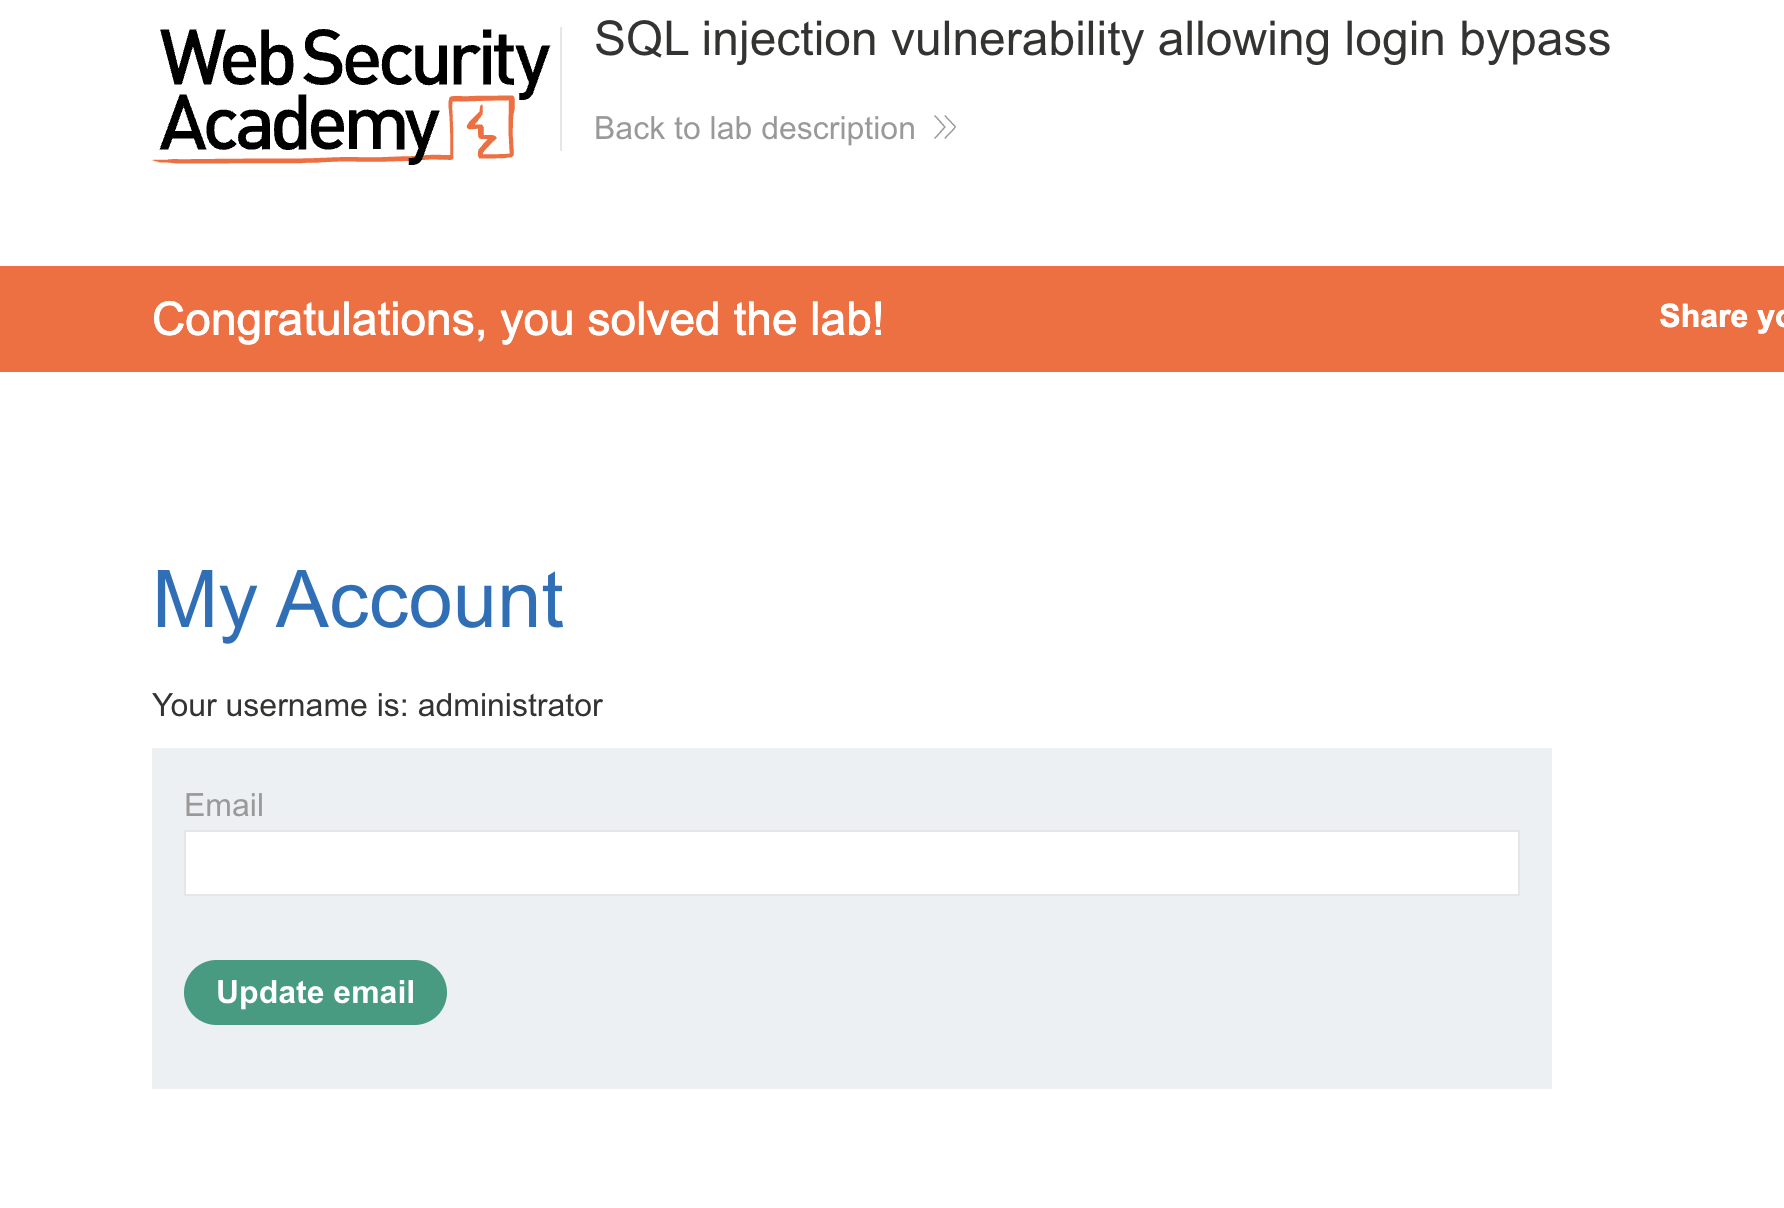 Web Security
Academy
SQL injection vulnerability allowing login bypass
Back to lab description
Congratulations, you solved the lab!
Share
My Account
Your username is: administrator
Email
Update email